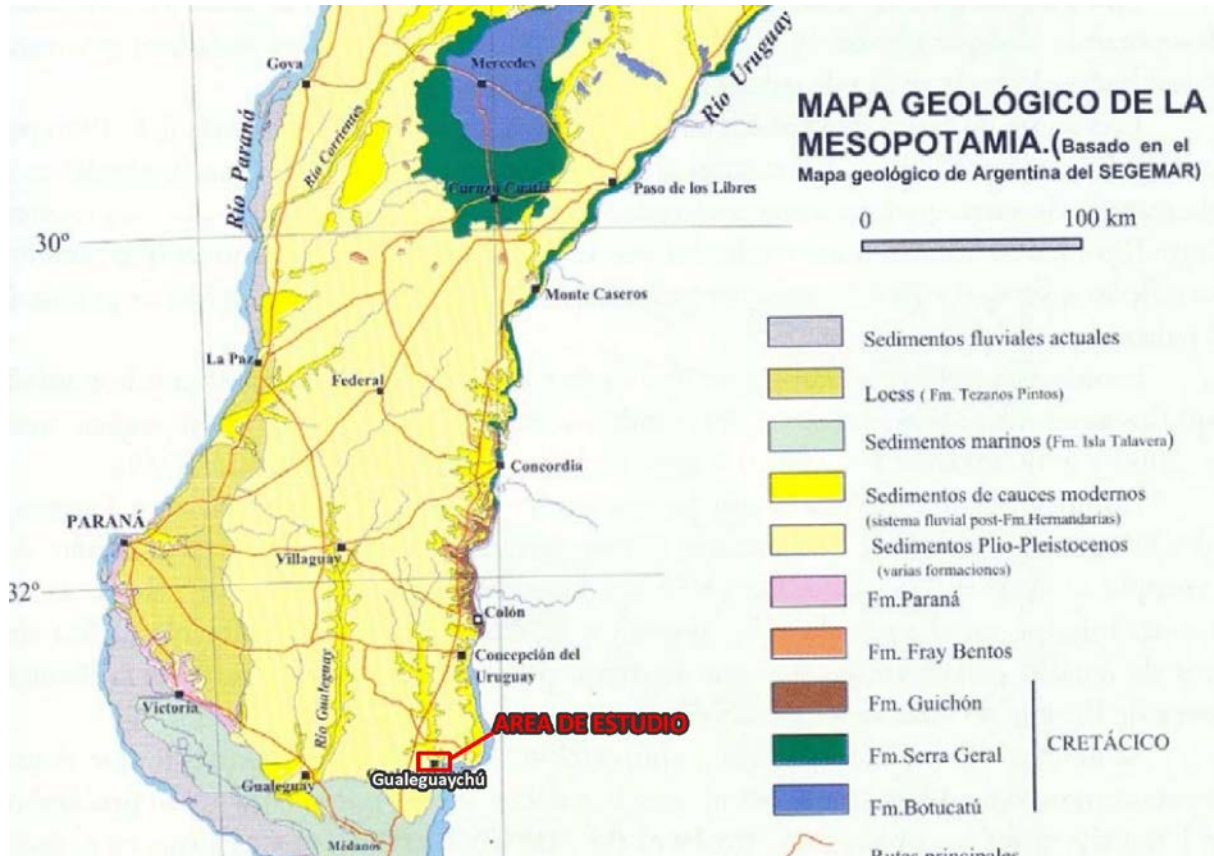 Goya
Mercedes
Río Uruguay
Río Corrientes
Río Paraná
Curuzú Cuatiá
Paso de los Libres
30º
Monte Caseros
La Paz
Federal
Concordia
PARANÁ
Villaguay
32º
Colón
Concepción del
Uruguay
Río Gualeguay
Victoria
AREA DE ESTUDIO
Gualeguaychú
Gualeguay
Médanos
MAPA GEOLÓGICO DE LA
MESOPOTAMIA.(Basado en el
Mapa geológico de Argentina del SEGEMAR)
0 100 km
Sedimentos fluviales actuales
Loess ( Fm. Tezanos Pintos)
Sedimentos marinos (Fm. Isla Talavera)
Sedimentos de cauces modernos
(sistema fluvial post-Fm.Hernandarias)
Sedimentos Plio-Pleistocenos
(varias formaciones)
Fm.Paraná
Fm. Fray Bentos
Fm. Guichón
Fm.Serra Geral
CRETÁCICO
Fm.Botucatú
Rutas principales